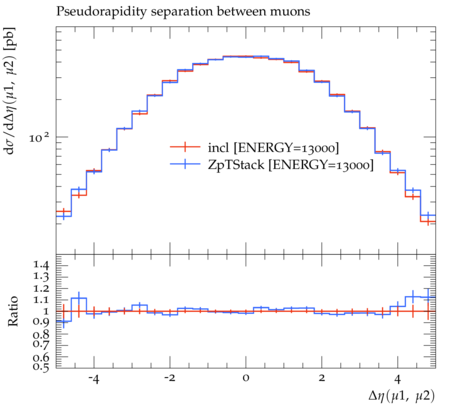 Pseudorapidity separation between muons
dσ/dΔη(μ1, μ2) [pb]
10²
incl [ENERGY=13000]
ZpTStack [ENERGY=13000]
Ratio
1.4
1.3
1.2
1.1
1
0.9
0.8
0.7
0.6
0.5
-4 -2 0 2 4
Δη(μ1, μ2)